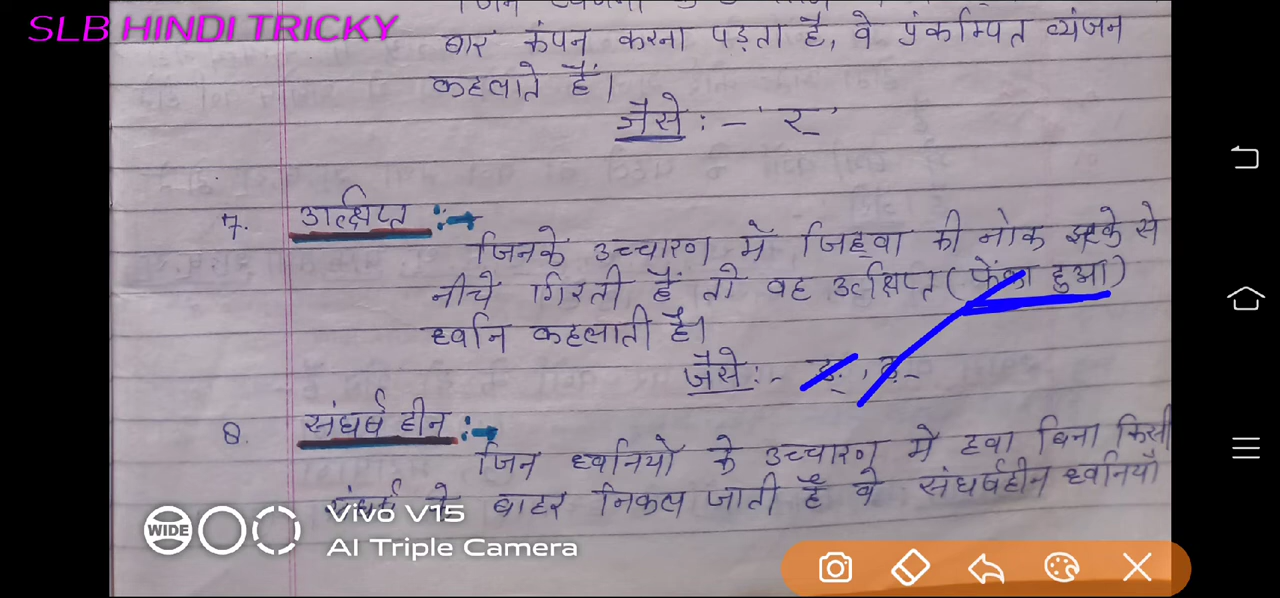 SLB HINDI TRICKY
जिन
बार कंपन करना पड़ता है, वे प्रंकम्पित व्यंजन
कहलाते हैं।
जैसे :- 'र्'
7. उत्क्षिप्त :→
जिनके उच्चारण में जिह्वा की नोक झटके से
नीचे गिरती हैं तो वह उत्क्षिप्त (फेंका हुआ)
ध्वनि कहलाती है।
जैसे :- ड़्, ढ़्
8. संघर्ष हीन :→
जिन ध्वनियों के उच्चारण में हवा बिना किसी
संघर्ष के बाहर निकल जाती है वे संघर्षहीन ध्वनियाँ
WIDE
Vivo V15
AI Triple Camera